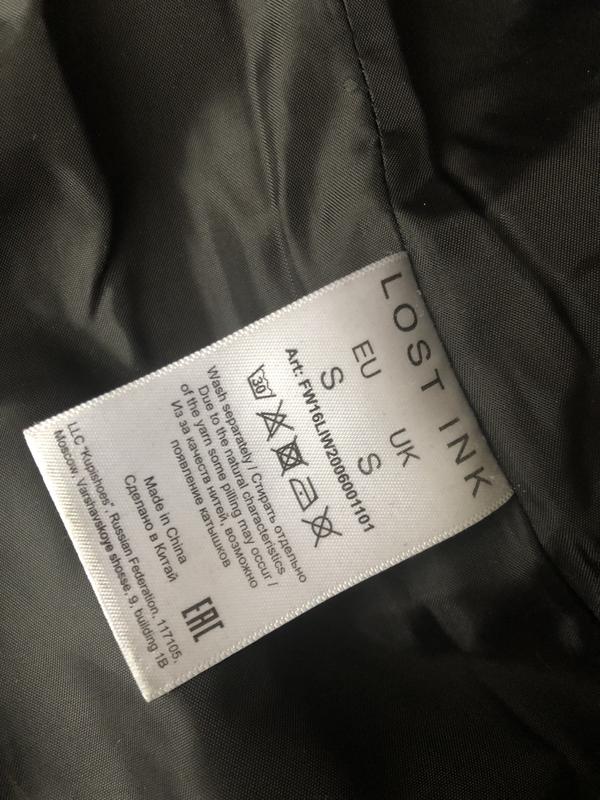 LOST INK
EU UK
S S
Art: FW16LIW2006001101
30
Wash separately / Стирать отдельно
Due to the natural characteristics
of the yarn some pilling may occur /
Из за качеств нитей, возможно
появление катышков
Made in China
Сделано в Китай
EAC
LLC "Kupishoes", Russian Federation, 117105,
Moscow, Varshavskoye shosse, 9, building 1B